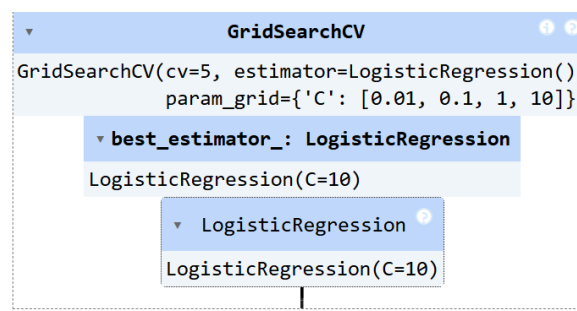 GridSearchCV
i ?
GridSearchCV(cv=5, estimator=LogisticRegression()
param_grid={'C': [0.01, 0.1, 1, 10]}
best_estimator_: LogisticRegression
LogisticRegression(C=10)
LogisticRegression ?
LogisticRegression(C=10)